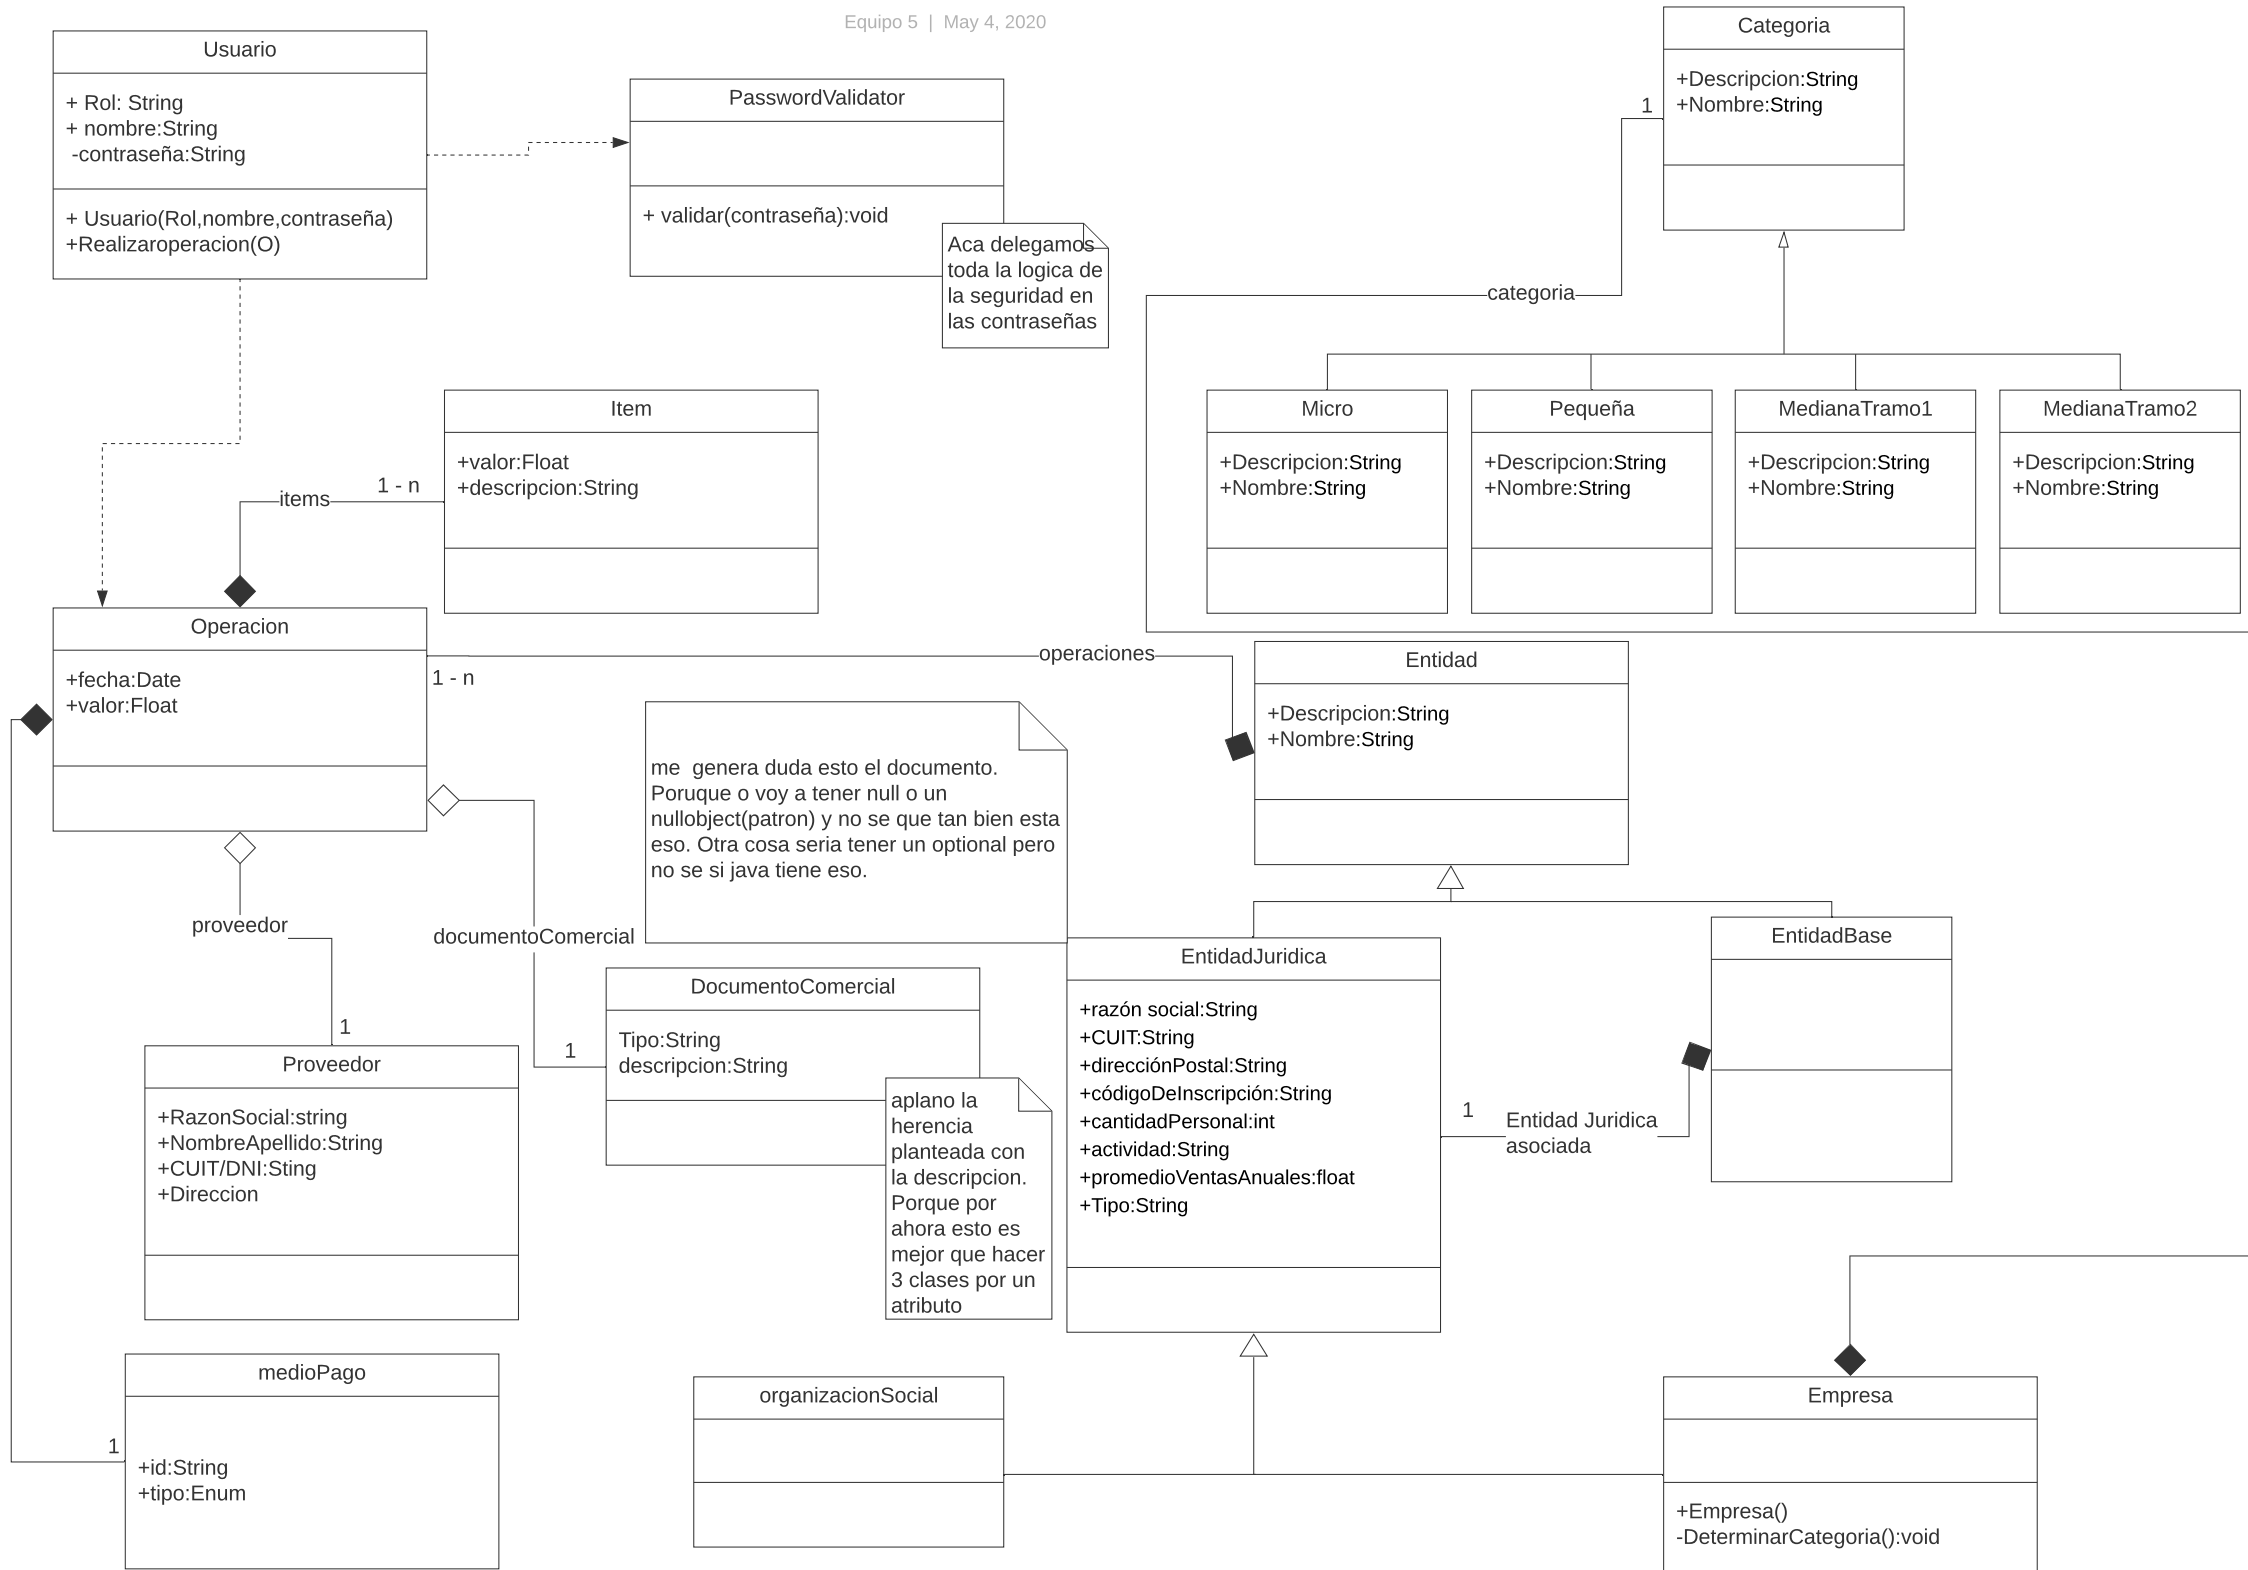 Equipo 5 | May 4, 2020
Usuario
+ Rol: String
+ nombre:String
-contraseña:String
+ Usuario(Rol,nombre,contraseña)
+Realizaroperacion(O)
PasswordValidator
+ validar(contraseña):void
Aca delegamos
toda la logica de
la seguridad en
las contraseñas
Categoria
+Descripcion:String
+Nombre:String
1
categoria
Micro
+Descripcion:String
+Nombre:String
Pequeña
+Descripcion:String
+Nombre:String
MedianaTramo1
+Descripcion:String
+Nombre:String
MedianaTramo2
+Descripcion:String
+Nombre:String
Item
+valor:Float
+descripcion:String
items
1 - n
Operacion
+fecha:Date
+valor:Float
1 - n
operaciones
Entidad
+Descripcion:String
+Nombre:String
me  genera duda esto el documento.
Poruque o voy a tener null o un
nullobject(patron) y no se que tan bien esta
eso. Otra cosa seria tener un optional pero
no se si java tiene eso.
proveedor
1
documentoComercial
1
DocumentoComercial
Tipo:String
descripcion:String
aplano la
herencia
planteada con
la descripcion.
Porque por
ahora esto es
mejor que hacer
3 clases por un
atributo
EntidadJuridica
+razón social:String
+CUIT:String
+direcciónPostal:String
+códigoDeInscripción:String
+cantidadPersonal:int
+actividad:String
+promedioVentasAnuales:float
+Tipo:String
1
Entidad Juridica
asociada
EntidadBase
Proveedor
+RazonSocial:string
+NombreApellido:String
+CUIT/DNI:Sting
+Direccion
medioPago
+id:String
+tipo:Enum
1
organizacionSocial
Empresa
+Empresa()
-DeterminarCategoria():void